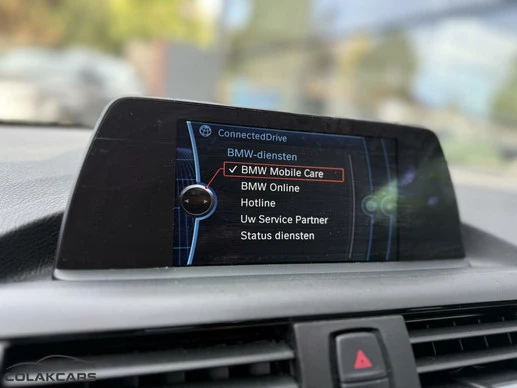 ConnectedDrive
BMW-diensten
✓ BMW Mobile Care
BMW Online
Hotline
Uw Service Partner
Status diensten
COLAKCARS